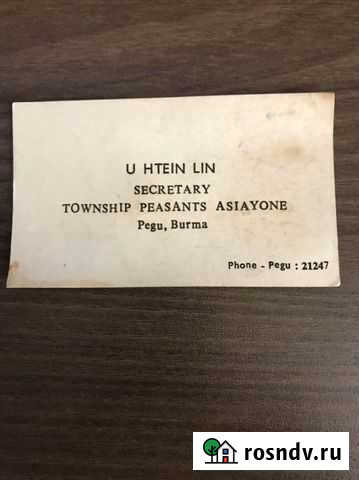 U HTEIN LIN
SECRETARY
TOWNSHIP PEASANTS ASIAYONE
Pegu, Burma
Phone - Pegu : 21247
rosndv.ru